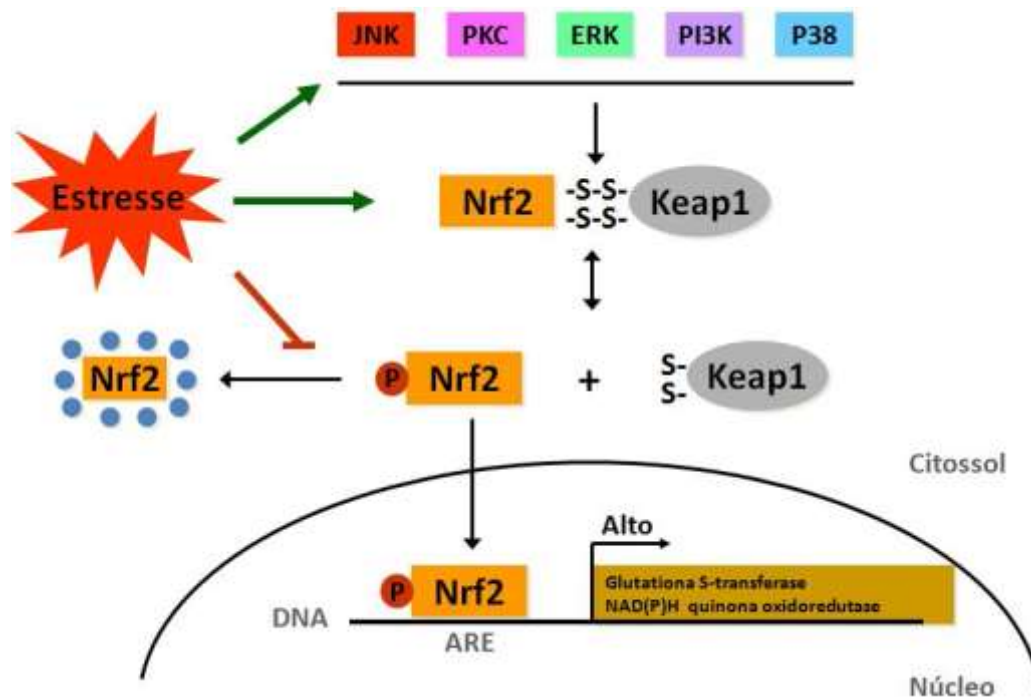 JNK PKC ERK PI3K P38
Estresse
Nrf2 -S-S- Keap1
-S-S-
Nrf2 P Nrf2 + S- Keap1
S-
Citossol
Alto
P Nrf2 Glutationa S-transferase
NAD(P)H quinona oxidoredutase
DNA
ARE
Núcleo